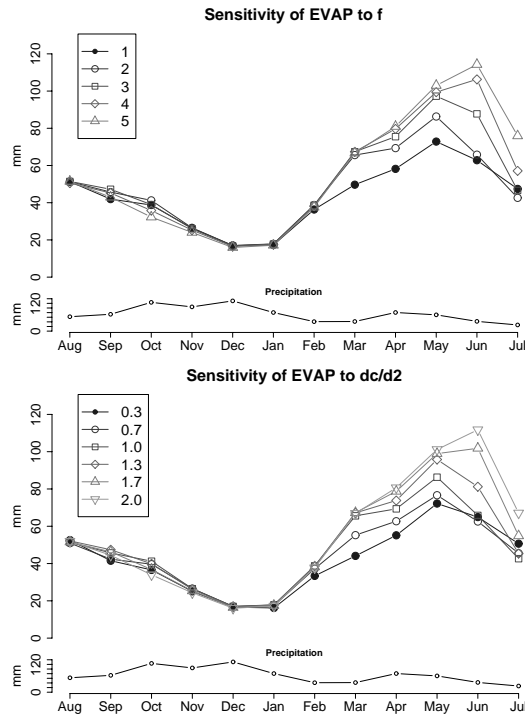 Sensitivity of EVAP to f
1
2
3
4
5
mm
0 20 40 60 80 100 120
Precipitation
mm
0 120
Aug Sep Oct Nov Dec Jan Feb Mar Apr May Jun Jul
Sensitivity of EVAP to dc/d2
0.3
0.7
1.0
1.3
1.7
2.0
mm
0 20 40 60 80 100 120
Precipitation
mm
0 120
Aug Sep Oct Nov Dec Jan Feb Mar Apr May Jun Jul